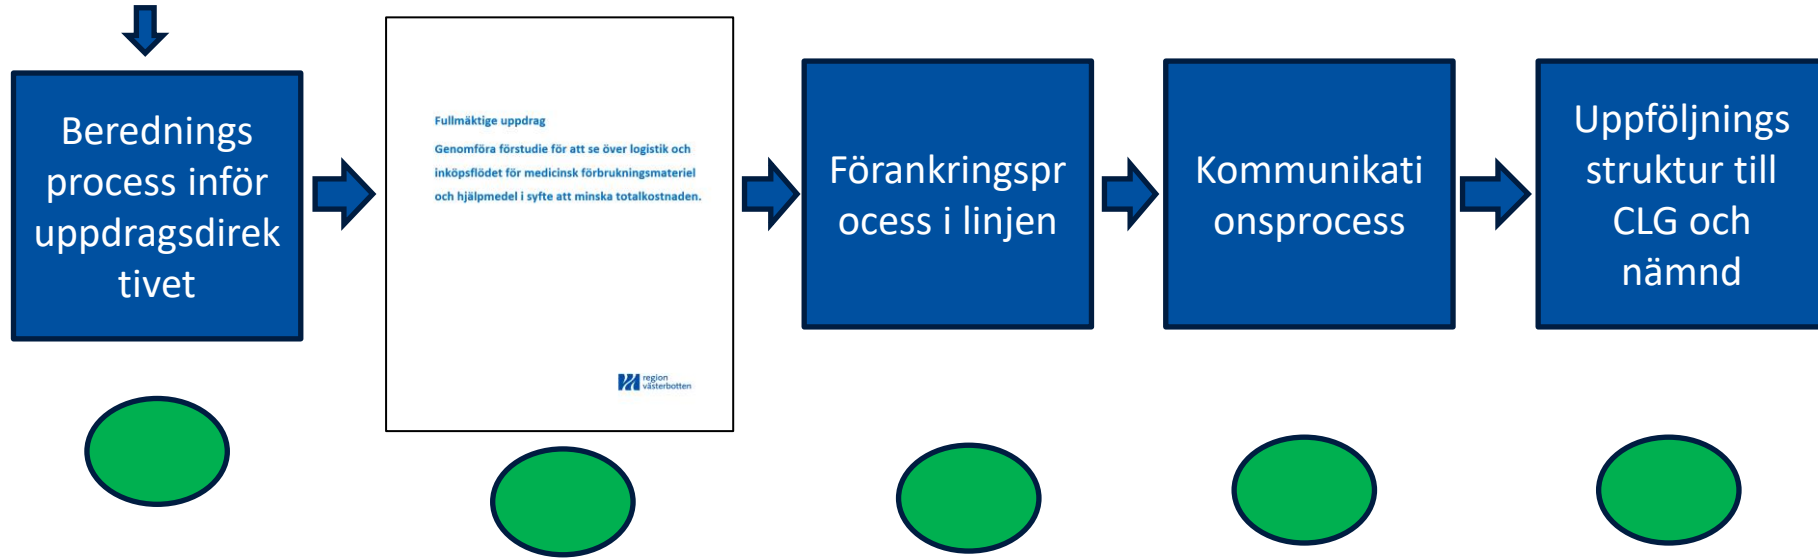 Berednings
process inför
uppdragsdirek
tivet
Fullmäktige uppdrag
Genomföra förstudie för att se över logistik och
inköpsflödet för medicinsk förbrukningsmateriel
och hjälpmedel i syfte att minska totalkostnaden.
region
västerbotten
Förankringspr
ocess i linjen
Kommunikati
onsprocess
Uppföljnings
struktur till
CLG och
nämnd